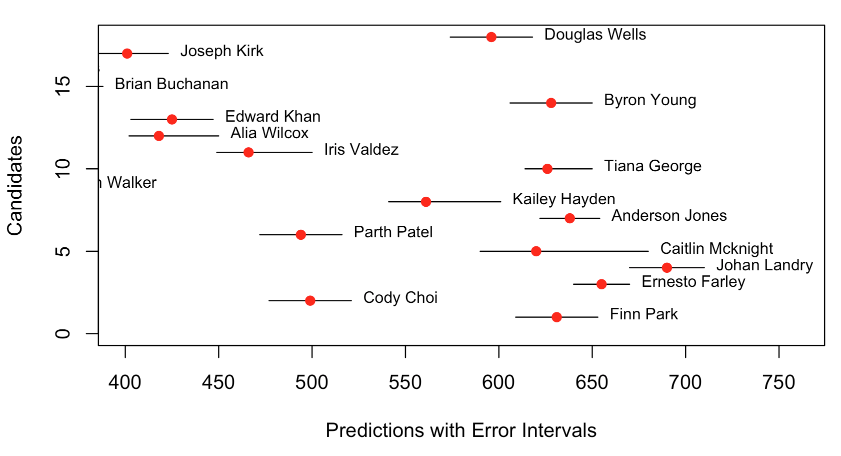 Douglas Wells
Joseph Kirk
Brian Buchanan
Byron Young
Edward Khan
Alia Wilcox
Iris Valdez
Tiana George
Walker
Kailey Hayden
Anderson Jones
Parth Patel
Caitlin Mcknight
Johan Landry
Ernesto Farley
Cody Choi
Finn Park
15
10
5
0
Candidates
400 450 500 550 600 650 700 750
Predictions with Error Intervals